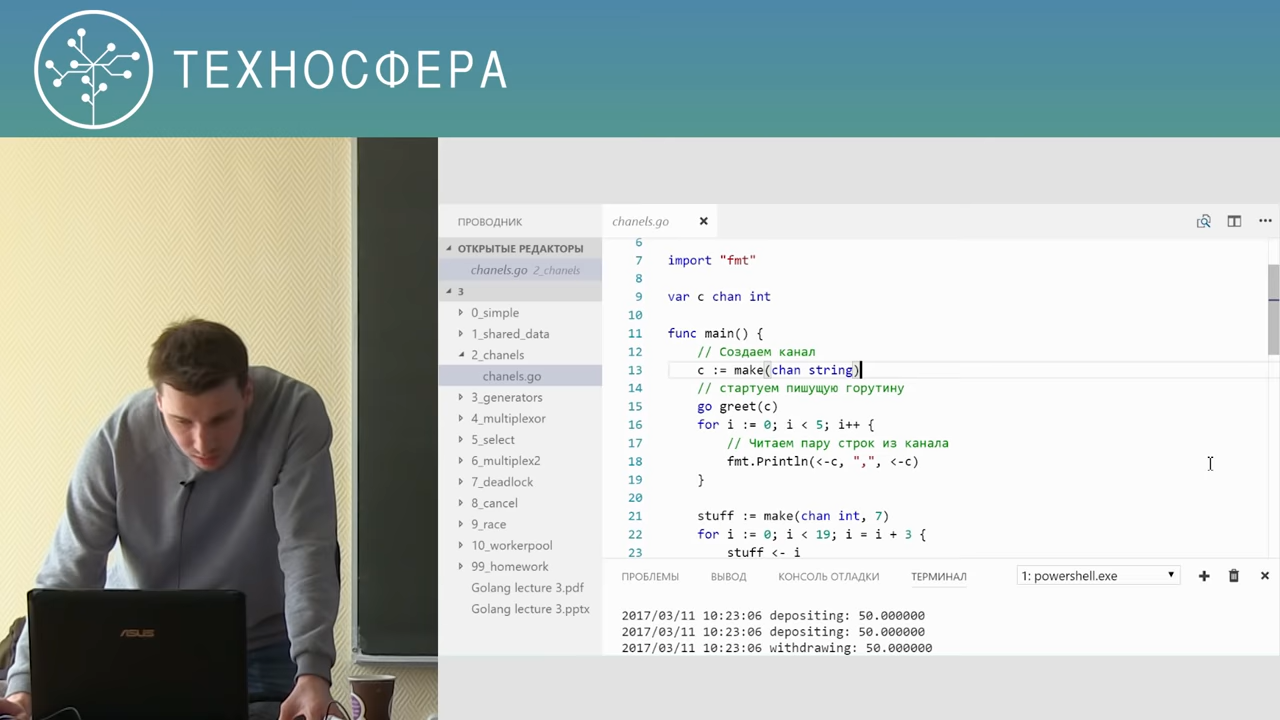 ТЕХНОСФЕРА
ПРОВОДНИК
ОТКРЫТЫЕ РЕДАКТОРЫ
chanels.go 2_chanels
3
0_simple
1_shared_data
2_chanels
chanels.go
3_generators
4_multiplexor
5_select
6_multiplex2
7_deadlock
8_cancel
9_race
10_workerpool
99_homework
Golang lecture 3.pdf
Golang lecture 3.pptx
chanels.go
6
7 import "fmt"
8
9 var c chan int
10
11 func main() {
12 // Создаем канал
13 c := make(chan string)
14 // стартуем пишущую горутину
15 go greet(c)
16 for i := 0; i < 5; i++ {
17 // Читаем пару строк из канала
18 fmt.Println(<-c, ",", <-c)
19 }
20
21 stuff := make(chan int, 7)
22 for i := 0; i < 19; i = i + 3 {
23 stuff <- i
ПРОБЛЕМЫ ВЫВОД КОНСОЛЬ ОТЛАДКИ ТЕРМИНАЛ 1: powershell.exe
2017/03/11 10:23:06 depositing: 50.000000
2017/03/11 10:23:06 depositing: 50.000000
2017/03/11 10:23:06 withdrawing: 50.000000
ASUS